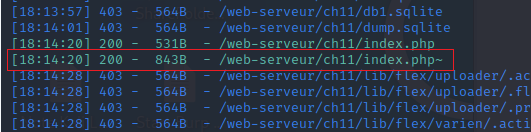 [18:13:57] 403 - 564B - /web-serveur/ch11/db1.sqlite
[18:14:01] 403 - 564B - /web-serveur/ch11/dump.sqlite
[18:14:20] 200 - 531B - /web-serveur/ch11/index.php
[18:14:20] 200 - 843B - /web-serveur/ch11/index.php~
[18:14:28] 403 - 564B - /web-serveur/ch11/lib/flex/uploader/.ac
[18:14:28] 403 - 564B - /web-serveur/ch11/lib/flex/uploader/.fl
[18:14:28] 403 - 564B - /web-serveur/ch11/lib/flex/uploader/.pr
[18:14:28] 403 - 564B - /web-serveur/ch11/lib/flex/varien/.acti